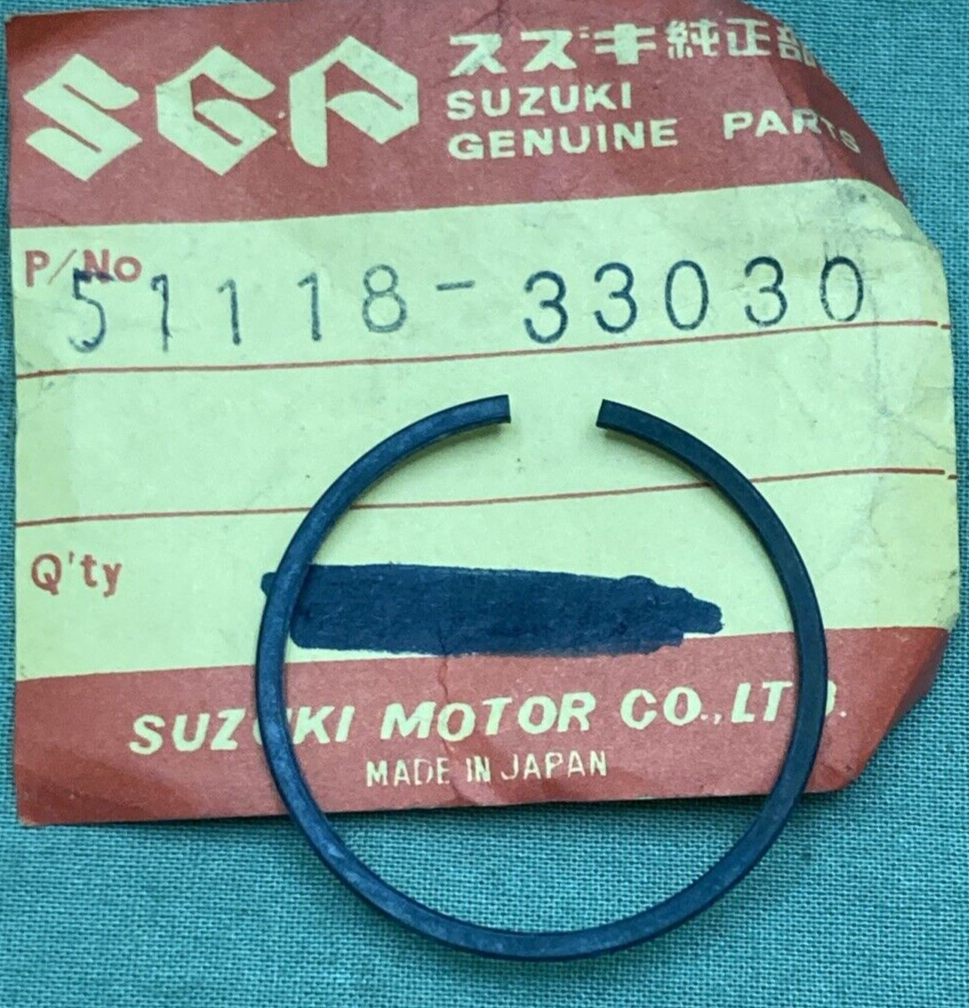 SGP
スズキ純正部
SUZUKI
GENUINE PARTS
P/No
51118-33030
Q'ty
SUZUKI MOTOR CO., LTD.
MADE IN JAPAN